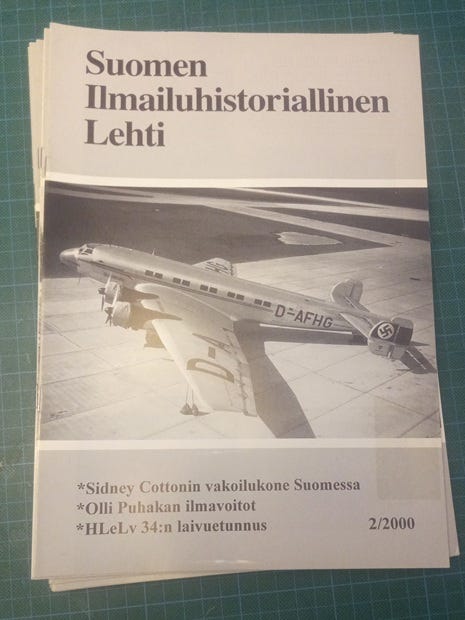 Suomen
Ilmailuhistoriallinen
Lehti
D-AFHG
D-A
*Sidney Cottonin vakoilukone Suomessa
*Olli Puhakan ilmavoitot
*HLeLv 34:n laivuetunnus
2/2000